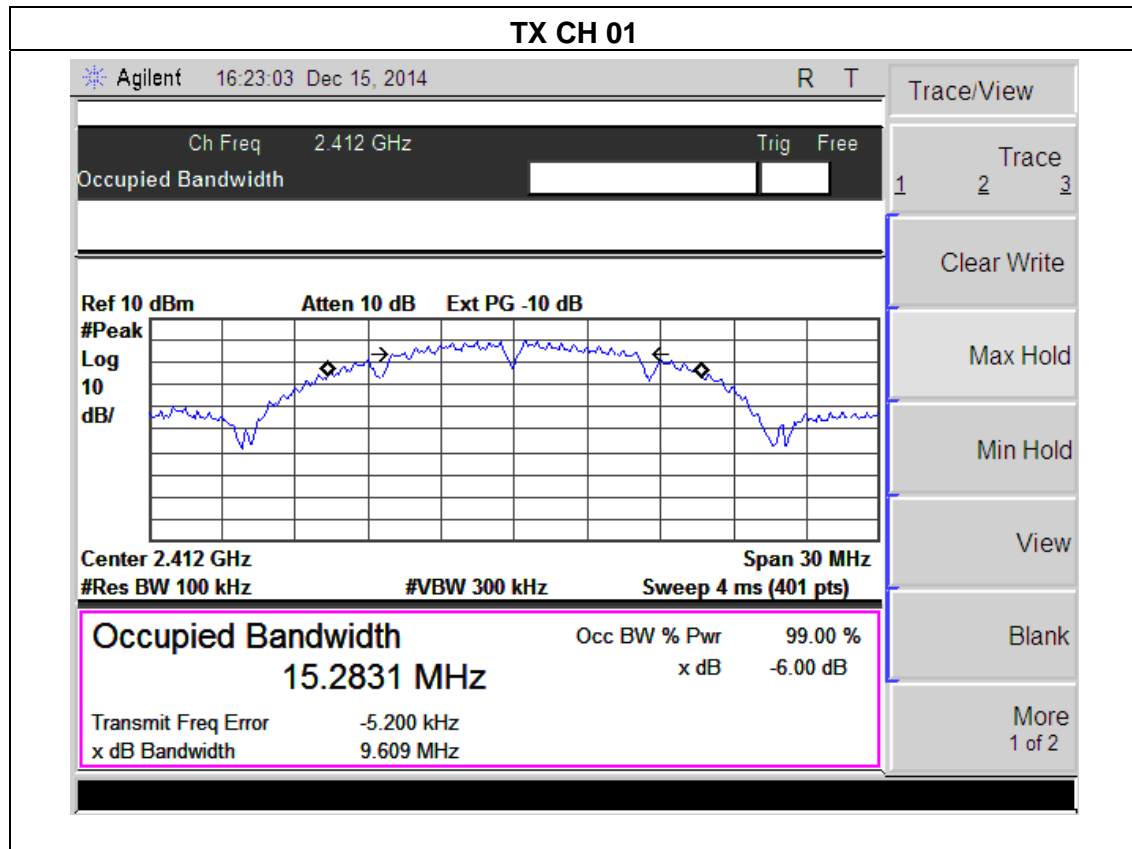 TX CH 01
Agilent 16:23:03 Dec 15, 2014 R T
Trace/View
Ch Freq 2.412 GHz Trig Free
Occupied Bandwidth
Trace
1 2 3
Clear Write
Ref 10 dBm Atten 10 dB Ext PG -10 dB
#Peak
Log
10
dB/
Max Hold
Min Hold
View
Center 2.412 GHz Span 30 MHz
#Res BW 100 kHz #VBW 300 kHz Sweep 4 ms (401 pts)
Occupied Bandwidth Occ BW % Pwr 99.00 %
15.2831 MHz x dB -6.00 dB
Blank
Transmit Freq Error -5.200 kHz
x dB Bandwidth 9.609 MHz
More
1 of 2